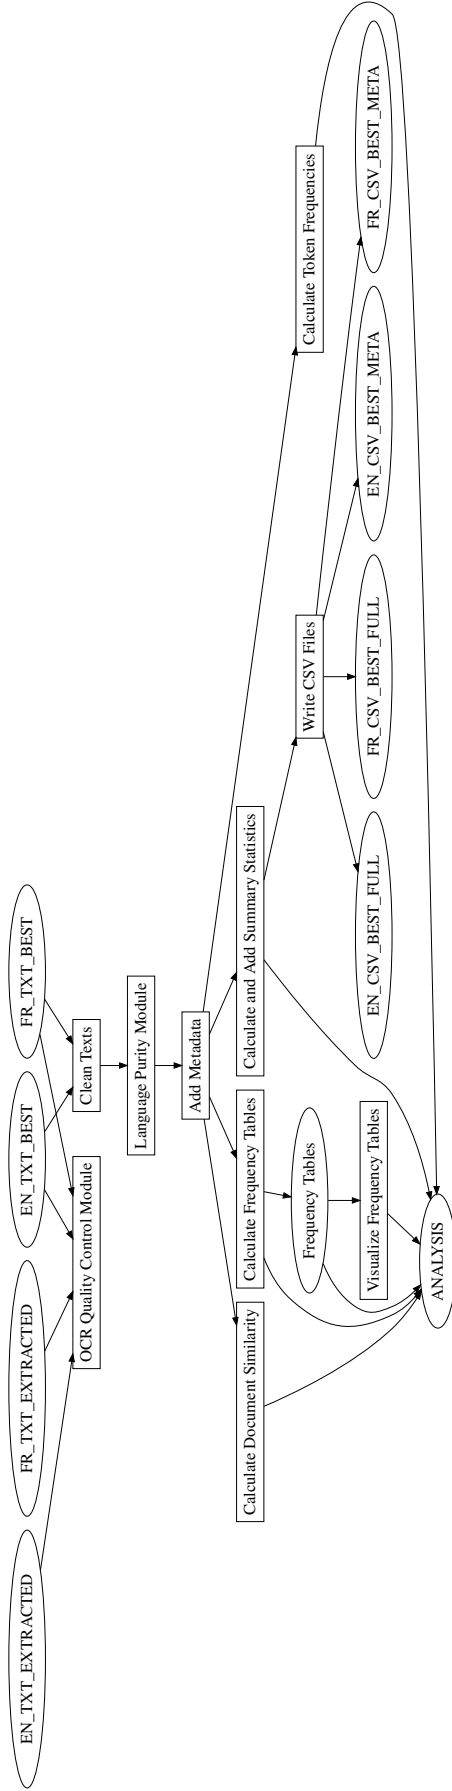 EN_TXT_EXTRACTED
FR_TXT_EXTRACTED
EN_TXT_BEST
FR_TXT_BEST
OCR Quality Control Module
Clean Texts
Language Purity Module
Add Metadata
Calculate Document Similarity
Calculate Frequency Tables
Calculate and Add Summary Statistics
Frequency Tables
Write CSV Files
Calculate Token Frequencies
Visualize Frequency Tables
EN_CSV_BEST_FULL
FR_CSV_BEST_FULL
EN_CSV_BEST_META
FR_CSV_BEST_META
ANALYSIS